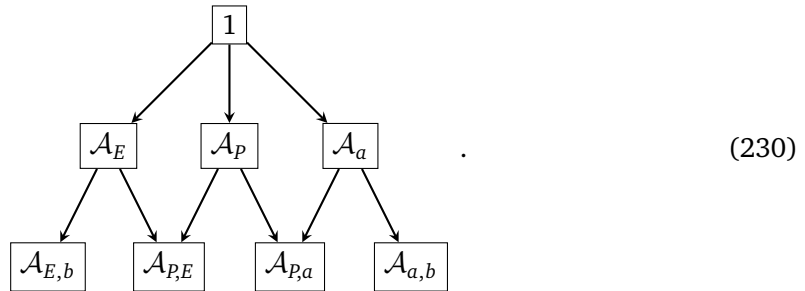 1
𝒜_E 𝒜_P 𝒜_a . (230)
𝒜_{E,b} 𝒜_{P,E} 𝒜_{P,a} 𝒜_{a,b}